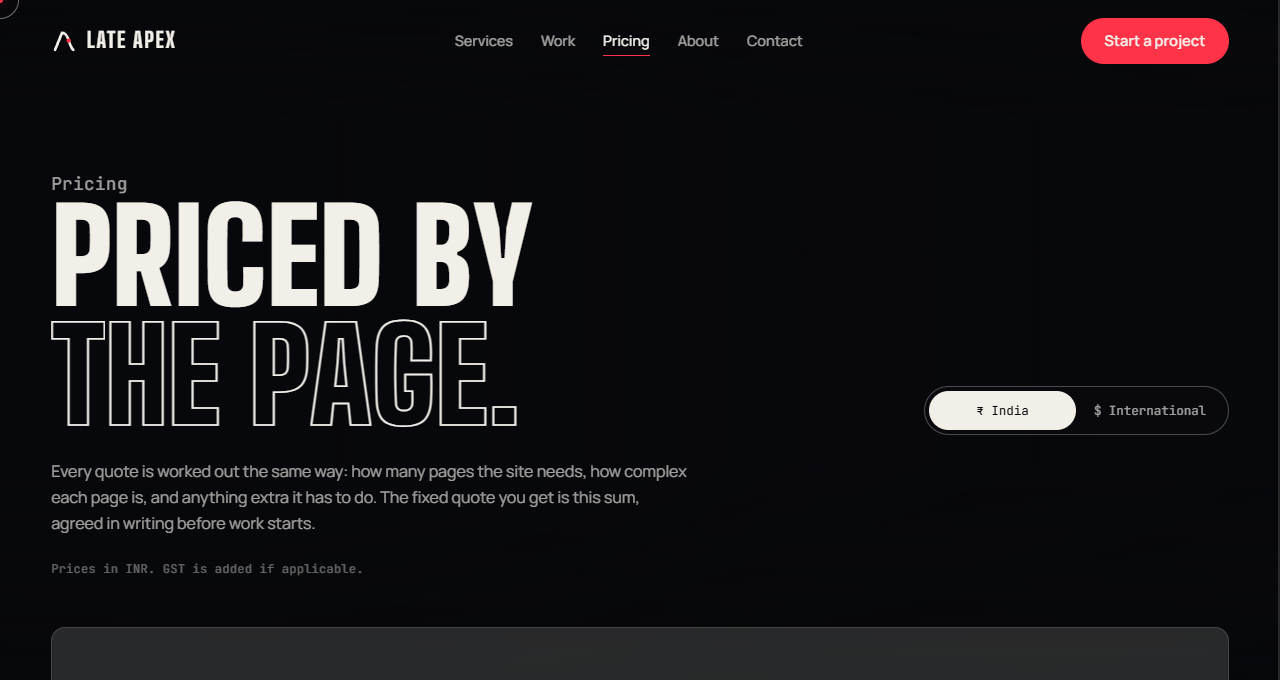 LATE APEX
Services
Work
Pricing
About
Contact
Start a project
Pricing
PRICED BY
THE PAGE.
₹ India
$ International
Every quote is worked out the same way: how many pages the site needs, how complex
each page is, and anything extra it has to do. The fixed quote you get is this sum,
agreed in writing before work starts.
Prices in INR. GST is added if applicable.